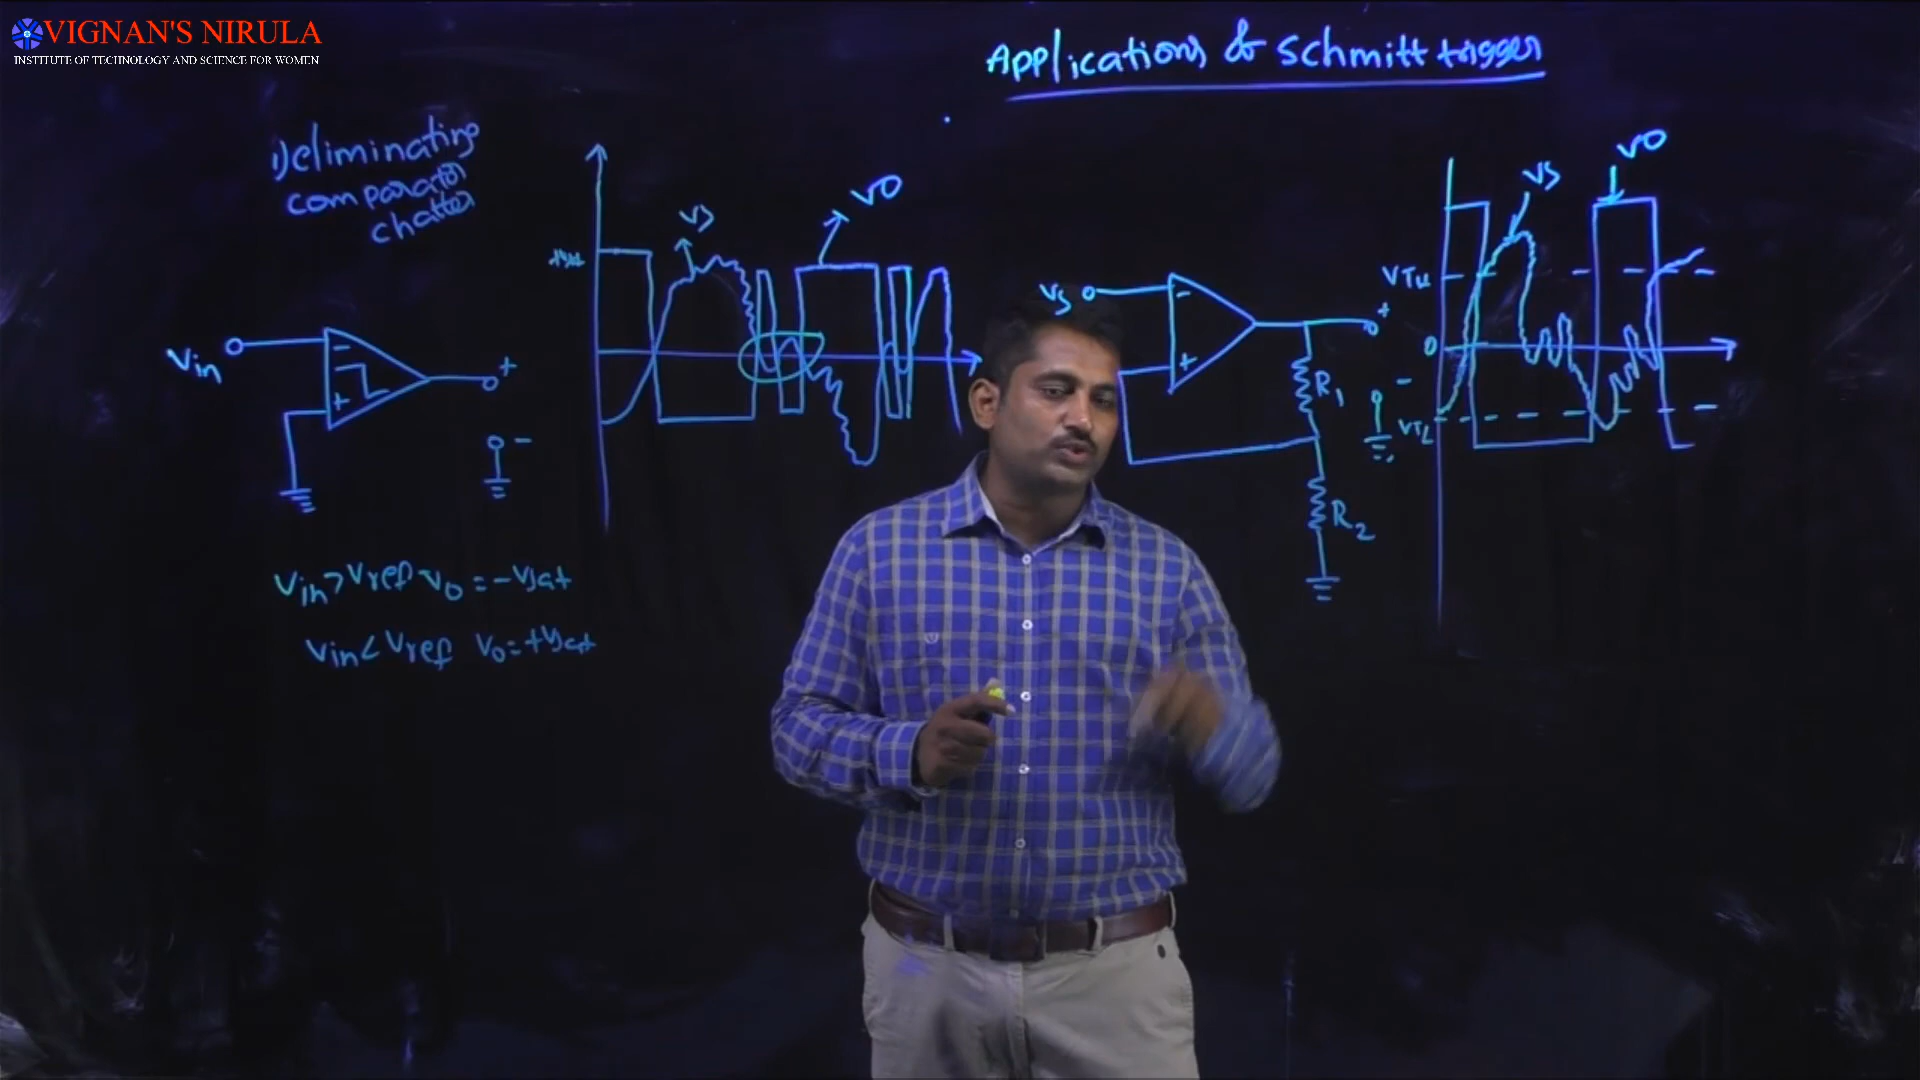 VIGNAN'S NIRULA
INSTITUTE OF TECHNOLOGY AND SCIENCE FOR WOMEN
Applications of Schmitt trigger
1) eliminating
comparator
chatter
Vin
-
+
+
-
Vin > Vref Vo = -Vsat
Vin < Vref Vo = +Vsat
+Vsat
VS
VO
VS
-
+
+
-
R1
R2
VTU
0
VTL
VS
VO